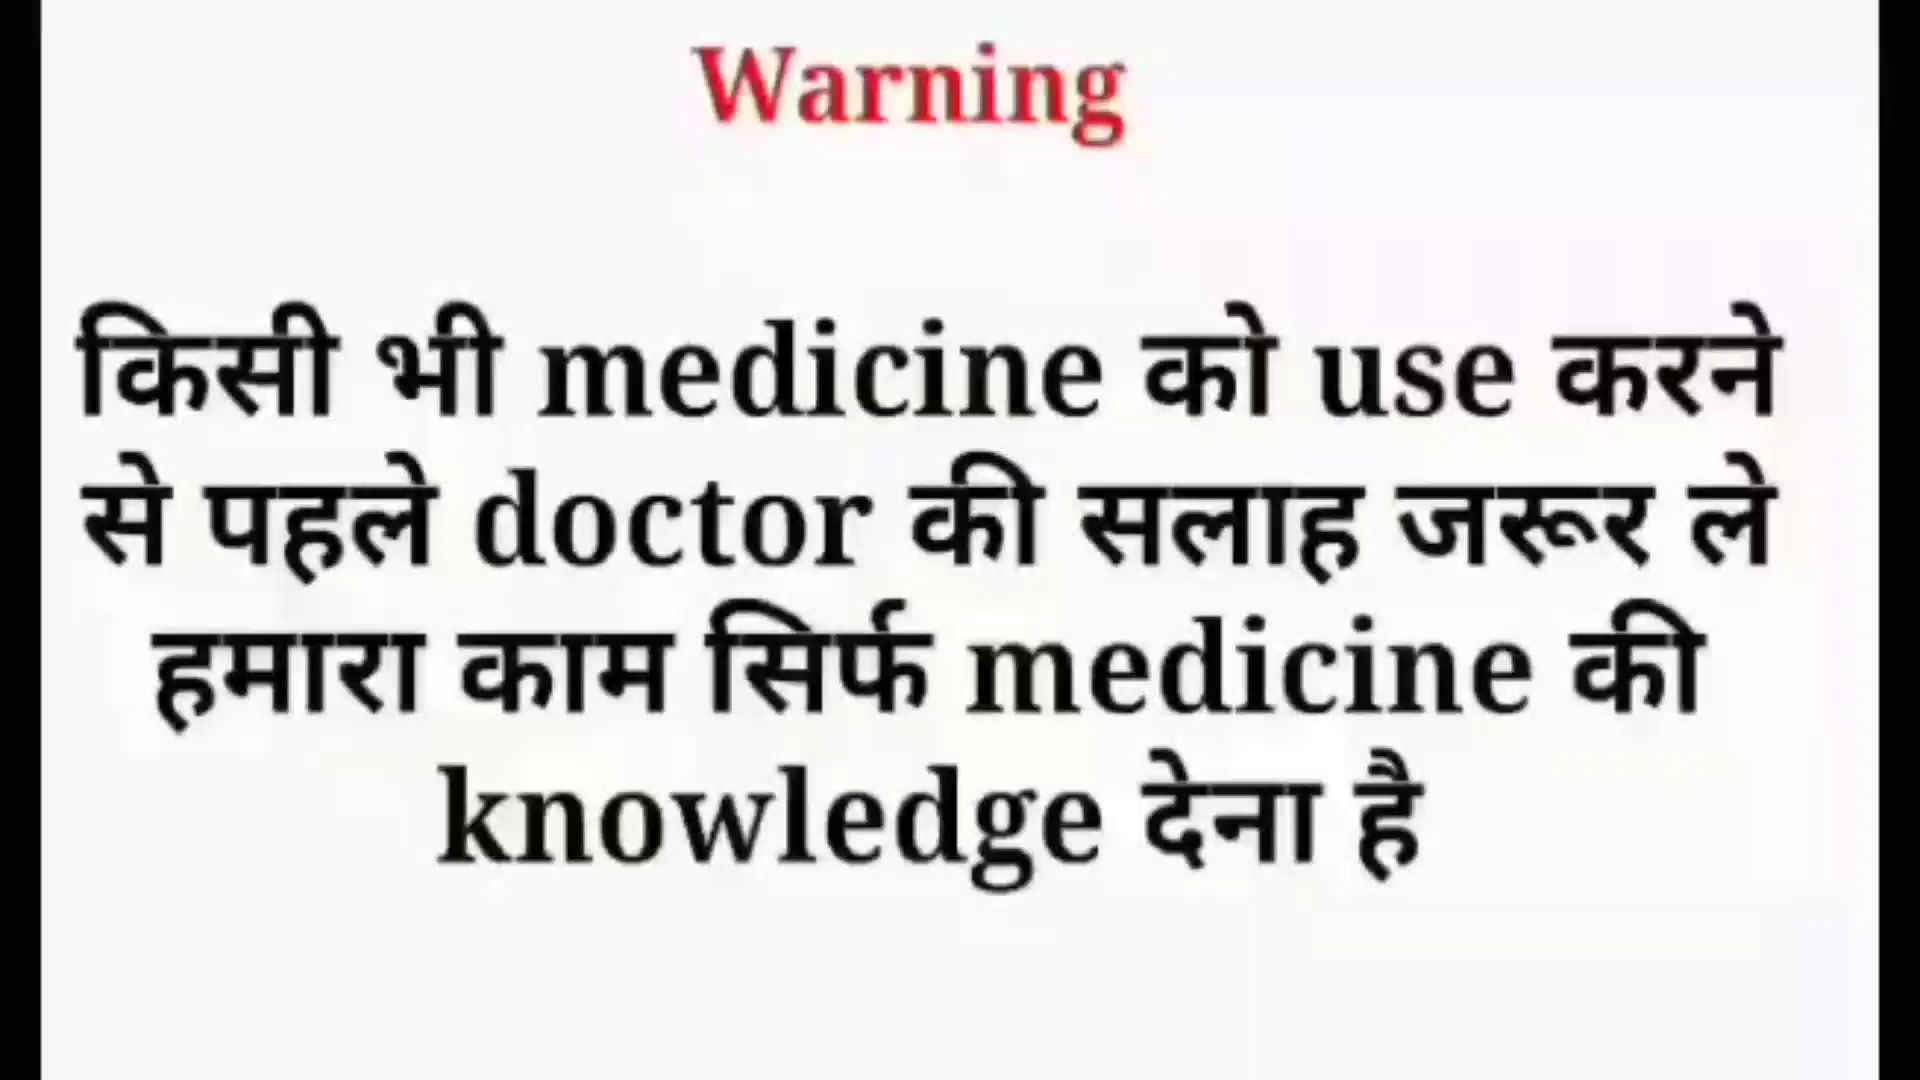 Warning
किसी भी medicine को use करने
से पहले doctor की सलाह जरूर ले
हमारा काम सिर्फ medicine की
knowledge देना है